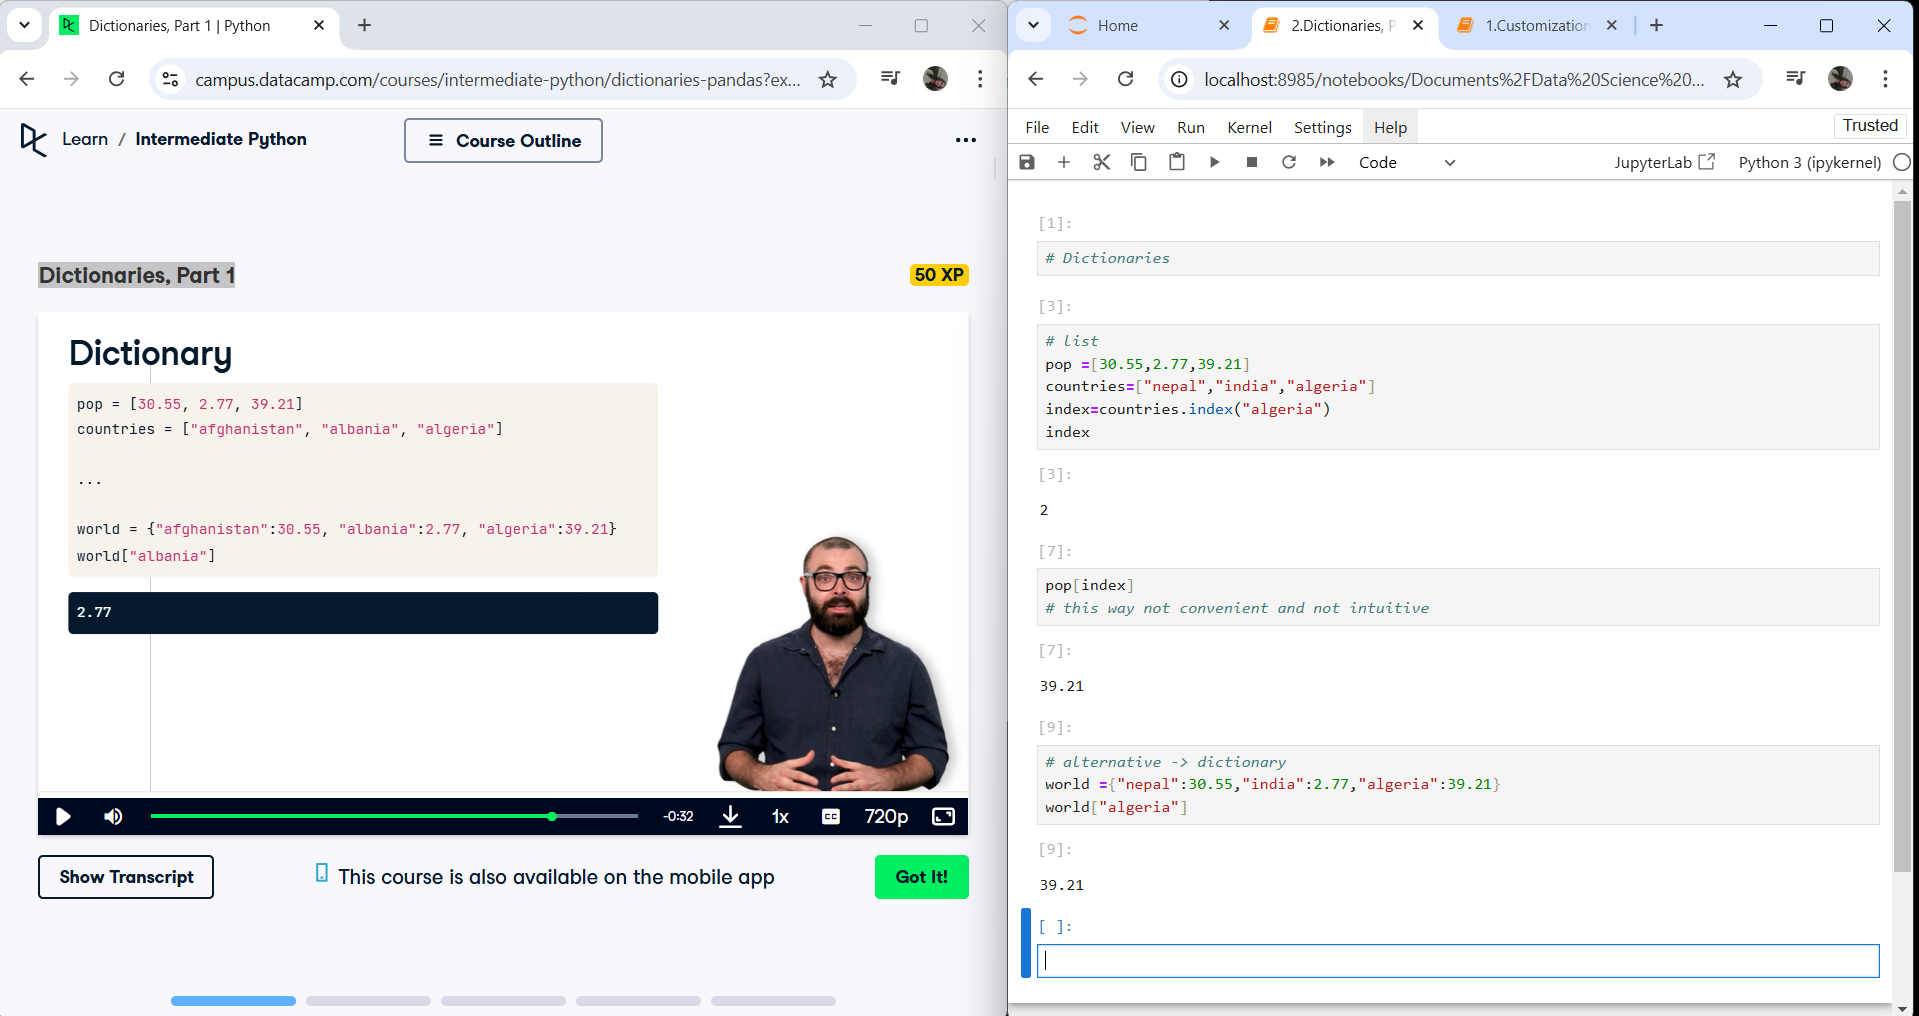 Dictionaries, Part 1 | Python
campus.datacamp.com/courses/intermediate-python/dictionaries-pandas?ex...
Learn / Intermediate Python
Course Outline
Dictionaries, Part 1
50 XP
Dictionary
pop = [30.55, 2.77, 39.21]
countries = ["afghanistan", "albania", "algeria"]
...
world = {"afghanistan":30.55, "albania":2.77, "algeria":39.21}
world["albania"]
2.77
-0:32
1x
CC
720p
Show Transcript
This course is also available on the mobile app
Got It!
Home
2.Dictionaries, P
1.Customization
localhost:8985/notebooks/Documents%2FData%20Science%20...
File Edit View Run Kernel Settings Help
Trusted
Code
JupyterLab
Python 3 (ipykernel)
[1]:
# Dictionaries
[3]:
# list
pop =[30.55,2.77,39.21]
countries=["nepal","india","algeria"]
index=countries.index("algeria")
index
[3]:
2
[7]:
pop[index]
# this way not convenient and not intuitive
[7]:
39.21
[9]:
# alternative -> dictionary
world ={"nepal":30.55,"india":2.77,"algeria":39.21}
world["algeria"]
[9]:
39.21
[ ]: